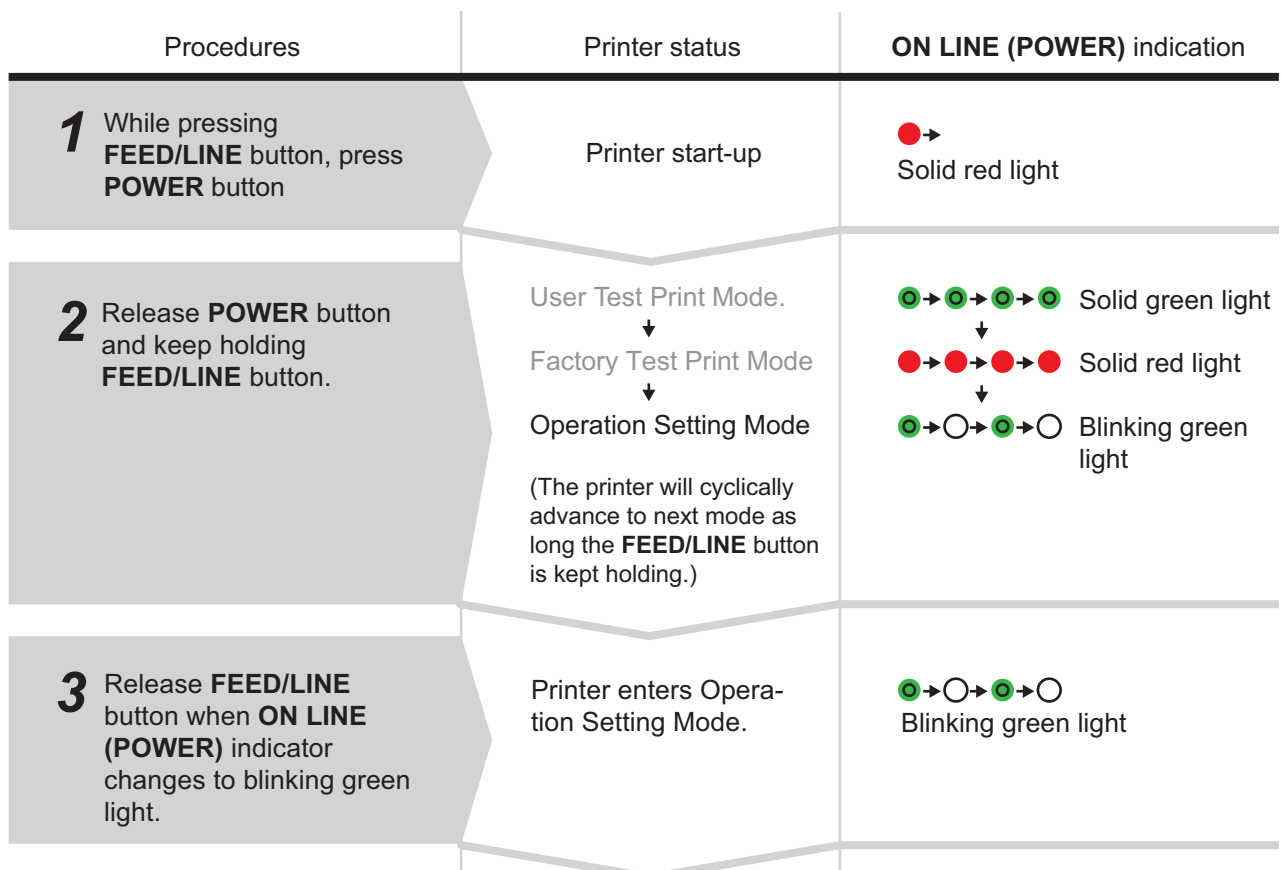 Procedures
Printer status
ON LINE (POWER) indication
1
While pressing
FEED/LINE button, press
POWER button
Printer start-up
Solid red light
2
Release POWER button
and keep holding
FEED/LINE button.
User Test Print Mode.
Factory Test Print Mode
Operation Setting Mode
(The printer will cyclically
advance to next mode as
long the FEED/LINE button
is kept holding.)
Solid green light
Solid red light
Blinking green
light
3
Release FEED/LINE
button when ON LINE
(POWER) indicator
changes to blinking green
light.
Printer enters Opera-
tion Setting Mode.
Blinking green light